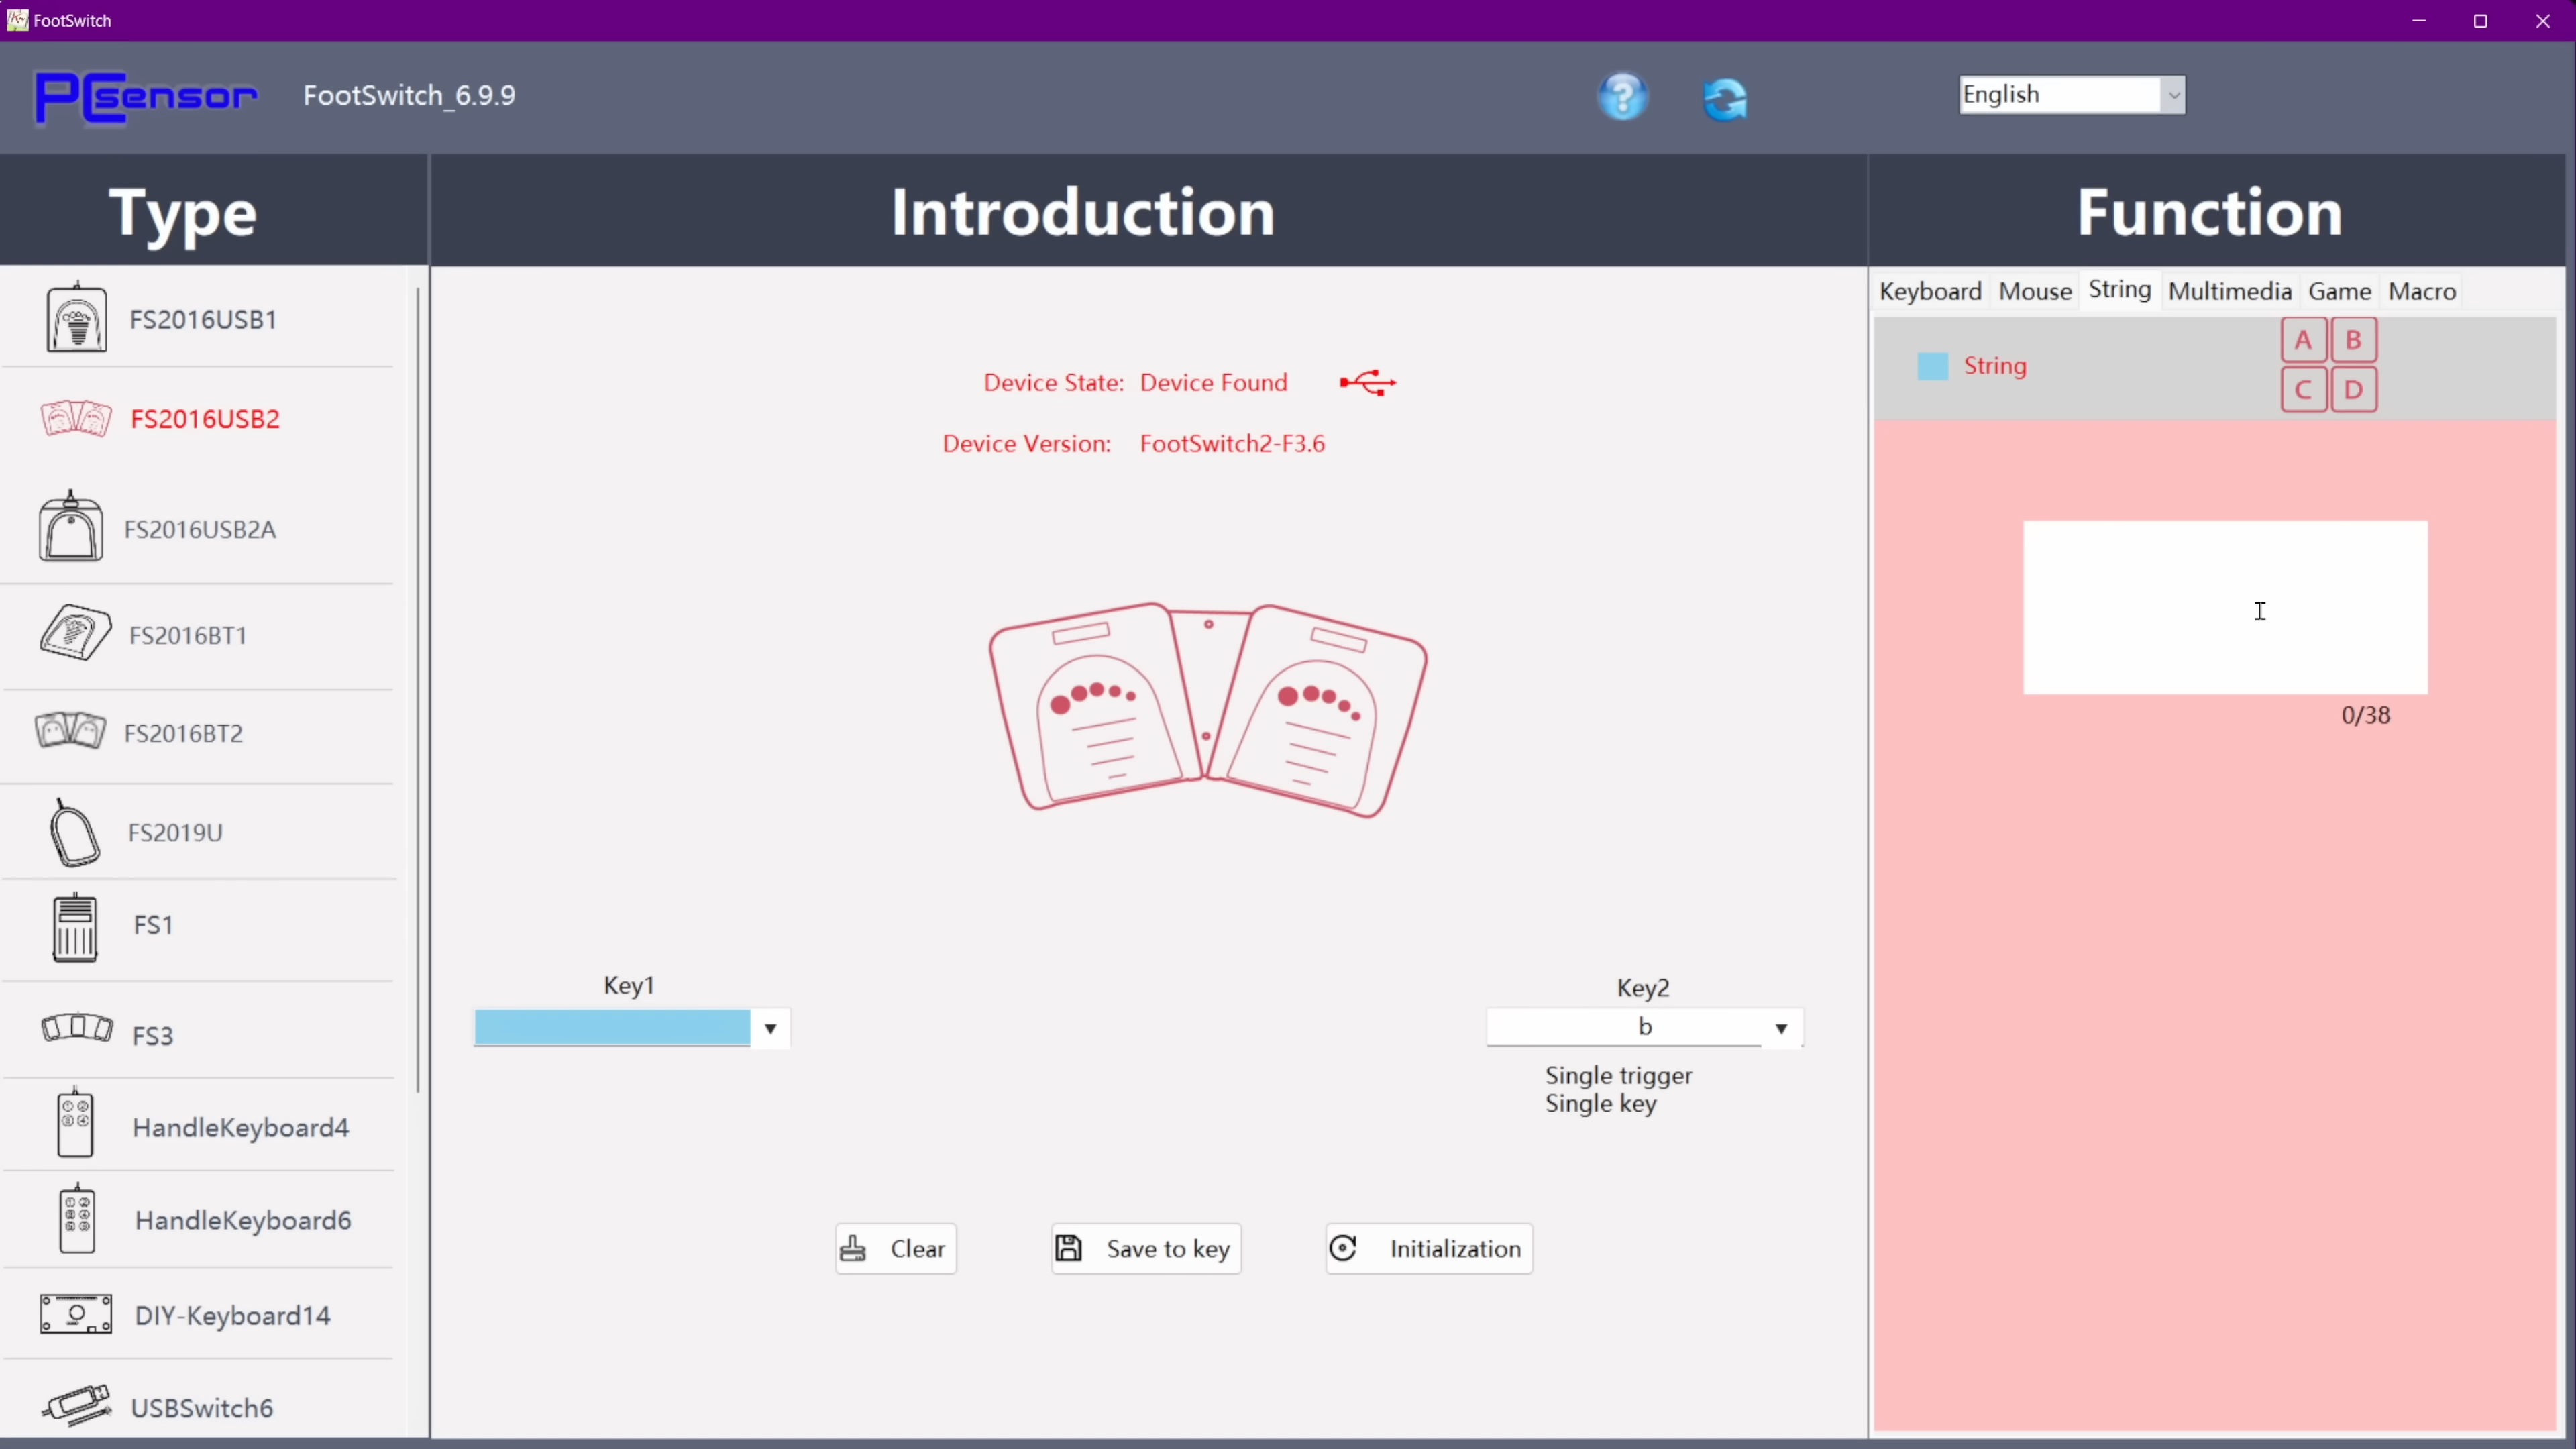 FootSwitch
PCsensor
FootSwitch_6.9.9
English
Type
Introduction
Function
FS2016USB1
FS2016USB2
FS2016USB2A
FS2016BT1
FS2016BT2
FS2019U
FS1
FS3
HandleKeyboard4
HandleKeyboard6
DIY-Keyboard14
USBSwitch6
Device State: Device Found
Device Version: FootSwitch2-F3.6
Key1
Key2
b
Single trigger
Single key
Clear
Save to key
Initialization
Keyboard Mouse String Multimedia Game Macro
String
A B
C D
0/38